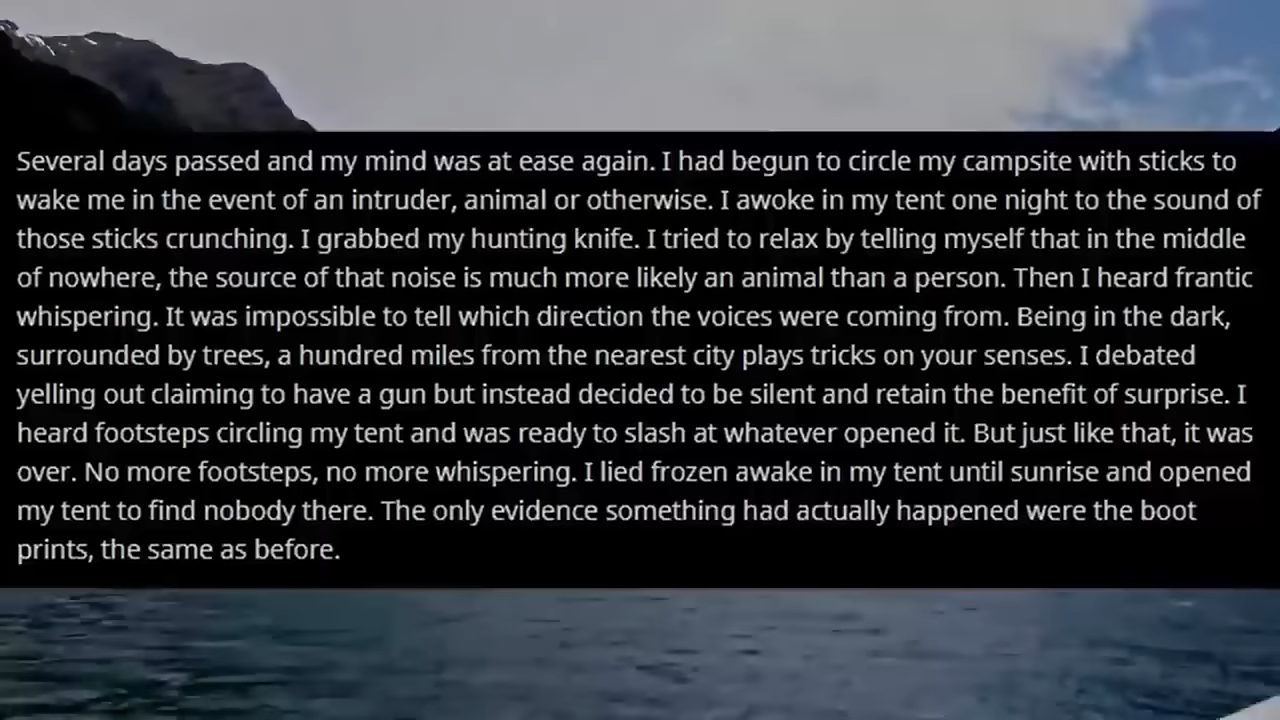 Several days passed and my mind was at ease again. I had begun to circle my campsite with sticks to
wake me in the event of an intruder, animal or otherwise. I awoke in my tent one night to the sound of
those sticks crunching. I grabbed my hunting knife. I tried to relax by telling myself that in the middle
of nowhere, the source of that noise is much more likely an animal than a person. Then I heard frantic
whispering. It was impossible to tell which direction the voices were coming from. Being in the dark,
surrounded by trees, a hundred miles from the nearest city plays tricks on your senses. I debated
yelling out claiming to have a gun but instead decided to be silent and retain the benefit of surprise. I
heard footsteps circling my tent and was ready to slash at whatever opened it. But just like that, it was
over. No more footsteps, no more whispering. I lied frozen awake in my tent until sunrise and opened
my tent to find nobody there. The only evidence something had actually happened were the boot
prints, the same as before.